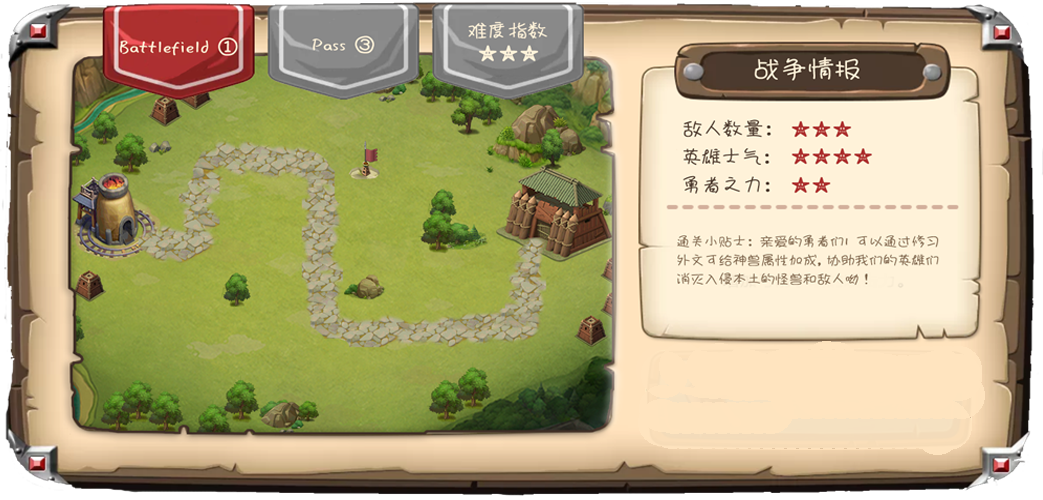 Battlefield ①
Pass ③
难度指数
战争情报
敌人数量：
英雄士气：
勇者之力：
通关小贴士：亲爱的勇者们！可以通过修习
外文可给神兽属性加成，协助我们的英雄们
消灭入侵本土的怪兽和敌人呦！